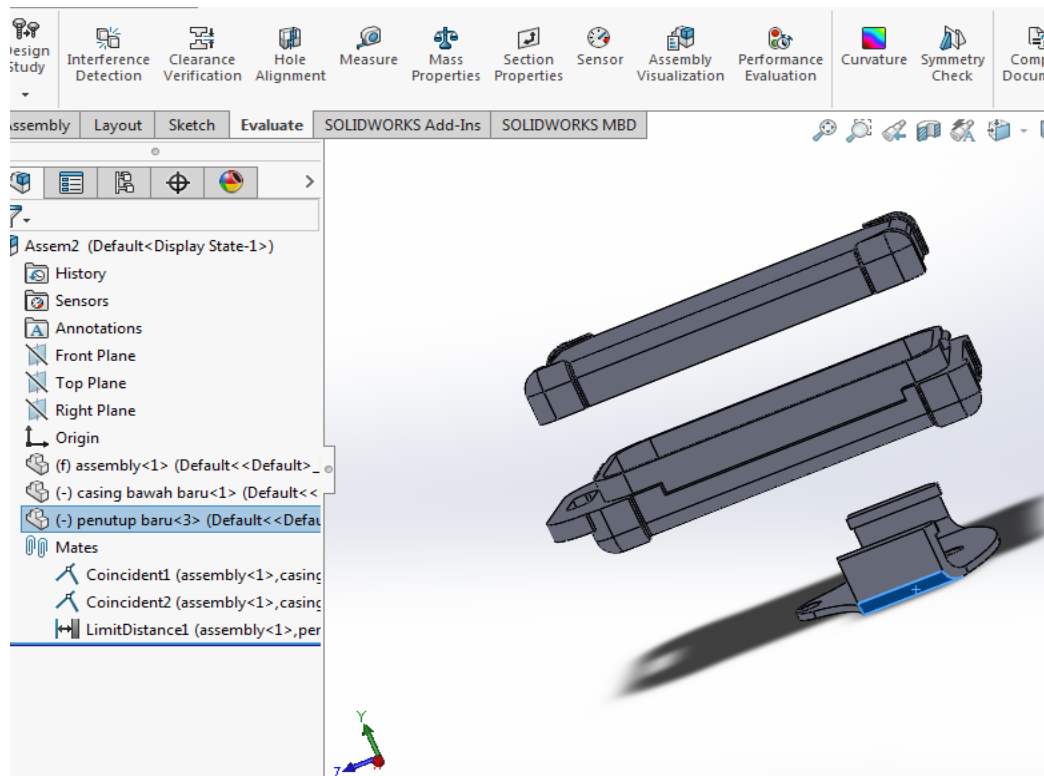 Design Study
Interference Detection
Clearance Verification
Hole Alignment
Measure
Mass Properties
Section Properties
Sensor
Assembly Visualization
Performance Evaluation
Curvature
Symmetry Check
Comp
Docum
Assembly
Layout
Sketch
Evaluate
SOLIDWORKS Add-Ins
SOLIDWORKS MBD
Assem2 (Default<Display State-1>)
History
Sensors
A Annotations
Front Plane
Top Plane
Right Plane
Origin
(f) assembly<1> (Default<<Default>_
(-) casing bawah baru<1> (Default<<
(-) penutup baru<3> (Default<<Defau
Mates
Coincident1 (assembly<1>,casing
Coincident2 (assembly<1>,casing
LimitDistance1 (assembly<1>,per
Y
Z